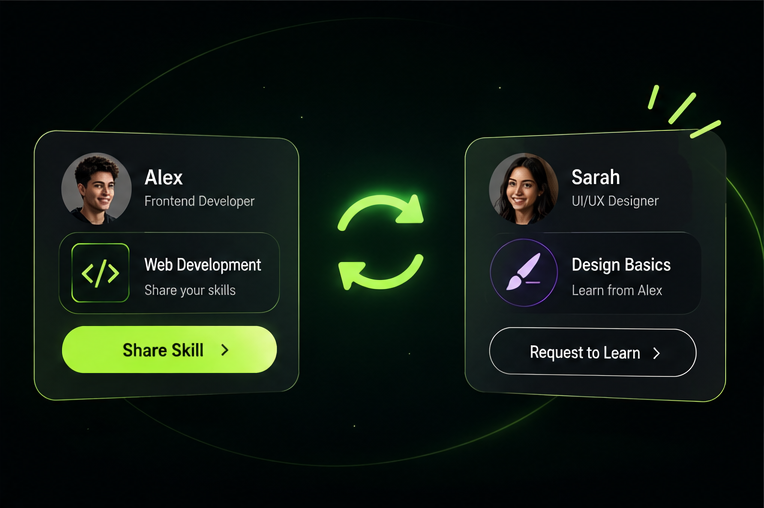 Alex
Frontend Developer
</>
Web Development
Share your skills
Share Skill
Sarah
UI/UX Designer
Design Basics
Learn from Alex
Request to Learn